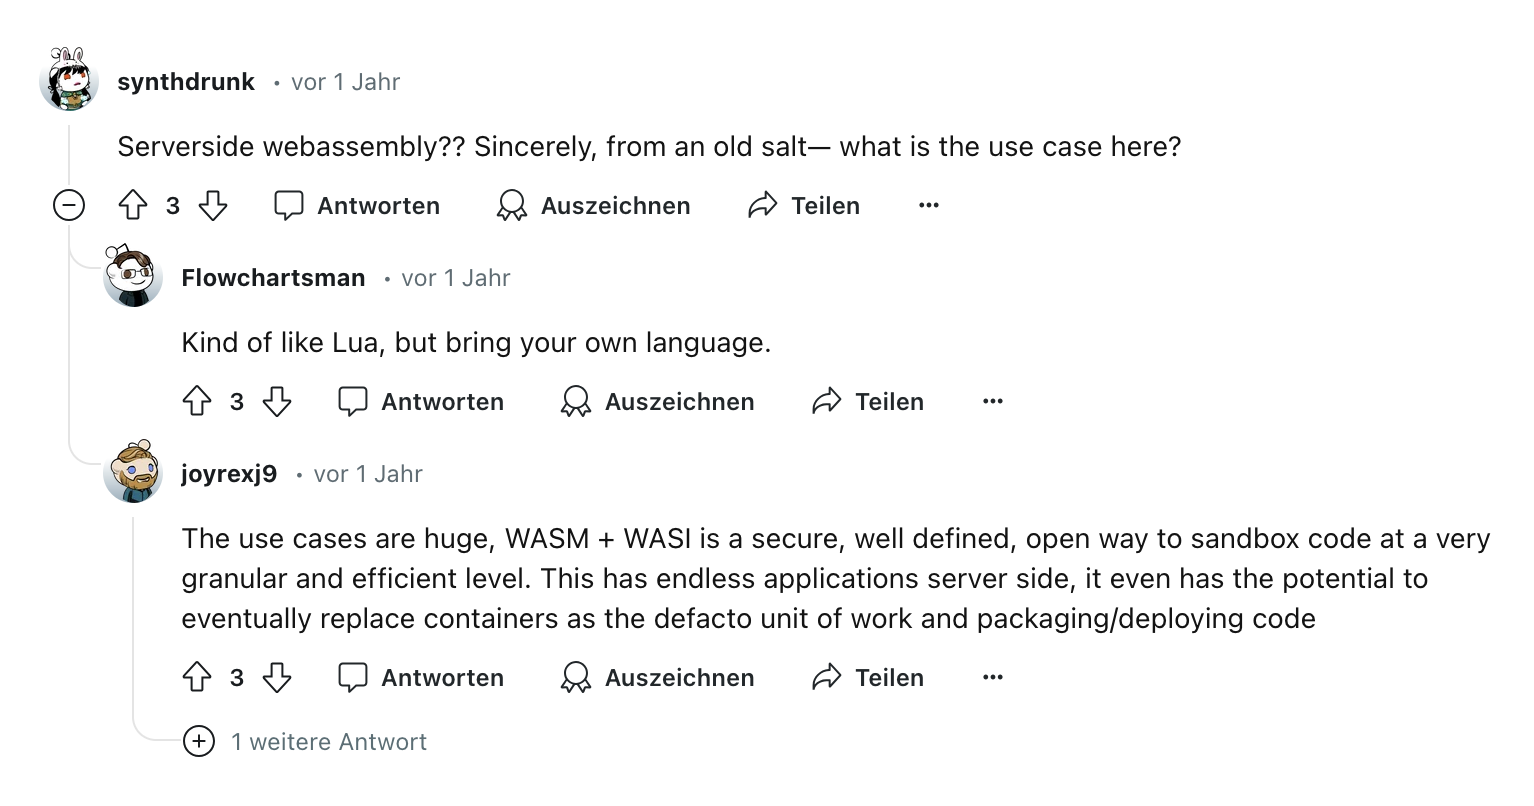 synthdrunk • vor 1 Jahr
Serverside webassembly?? Sincerely, from an old salt— what is the use case here?
3 Antworten Auszeichnen Teilen ...
Flowchartsman • vor 1 Jahr
Kind of like Lua, but bring your own language.
3 Antworten Auszeichnen Teilen ...
joyrexj9 • vor 1 Jahr
The use cases are huge, WASM + WASI is a secure, well defined, open way to sandbox code at a very
granular and efficient level. This has endless applications server side, it even has the potential to
eventually replace containers as the defacto unit of work and packaging/deploying code
3 Antworten Auszeichnen Teilen ...
1 weitere Antwort